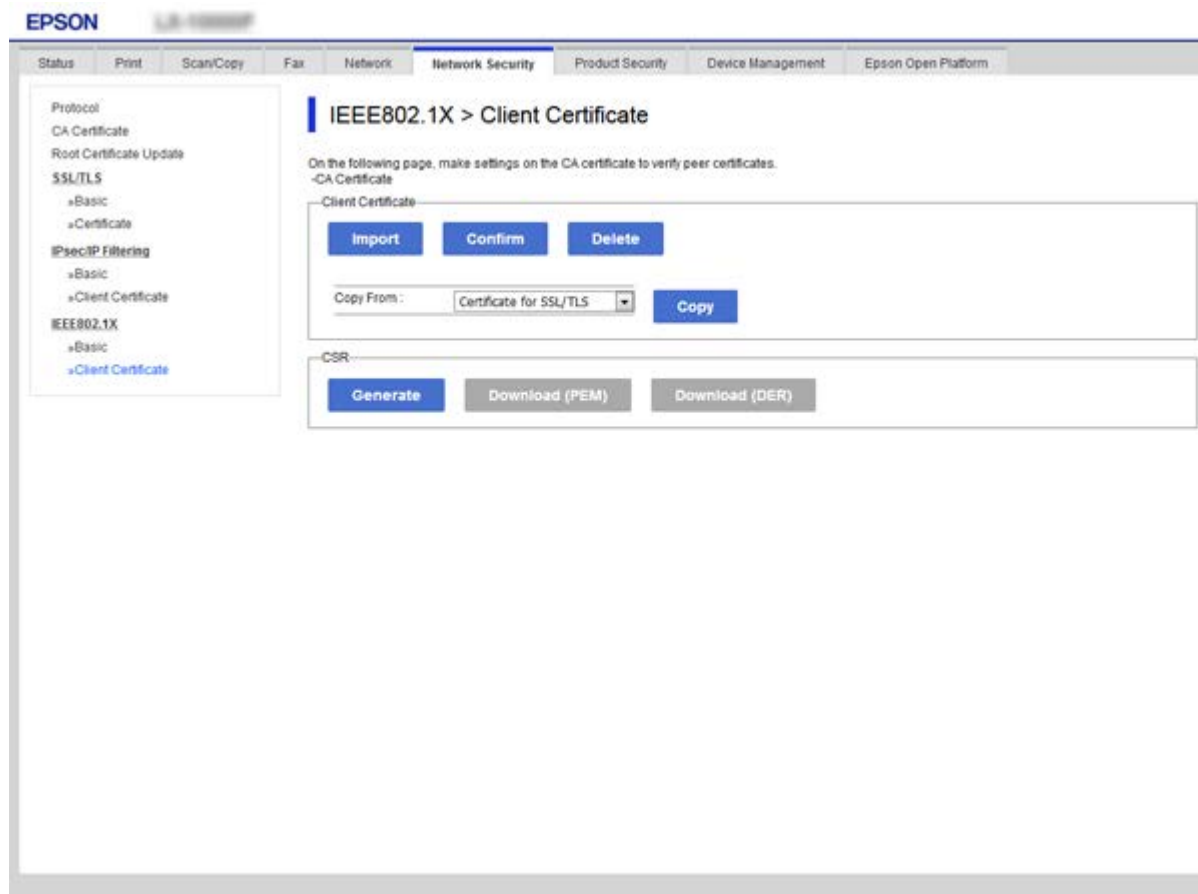 EPSON
Status Print Scan/Copy Fax Network Network Security Product Security Device Management Epson Open Platform
Protocol
CA Certificate
Root Certificate Update
SSL/TLS
»Basic
»Certificate
IPsec/IP Filtering
»Basic
»Client Certificate
IEEE802.1X
»Basic
»Client Certificate
IEEE802.1X > Client Certificate
On the following page, make settings on the CA certificate to verify peer certificates.
-CA Certificate
Client Certificate
Import Confirm Delete
Copy From : Certificate for SSL/TLS Copy
CSR
Generate Download (PEM) Download (DER)